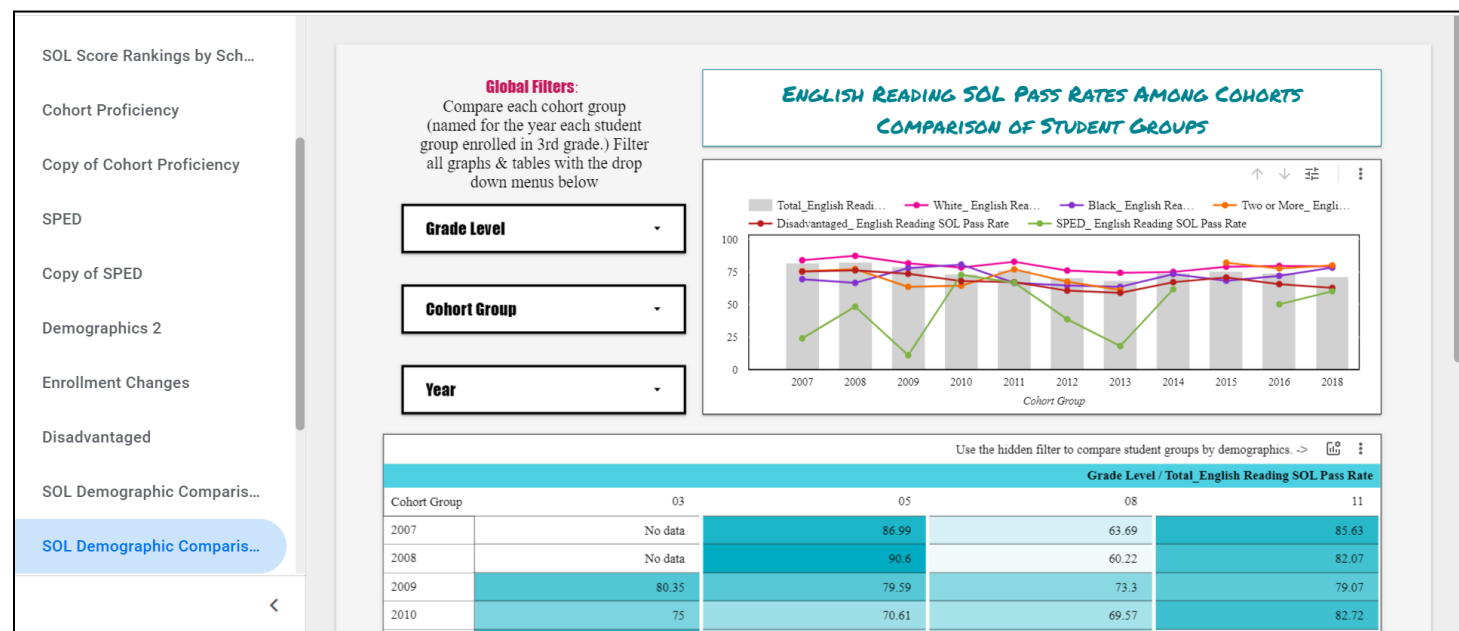 SOL Score Rankings by Sch...
Cohort Proficiency
Copy of Cohort Proficiency
SPED
Copy of SPED
Demographics 2
Enrollment Changes
Disadvantaged
SOL Demographic Comparis...
SOL Demographic Comparis...
Global Filters:
Compare each cohort group
(named for the year each student
group enrolled in 3rd grade.) Filter
all graphs & tables with the drop
down menus below
Grade Level
Cohort Group
Year
English Reading SOL Pass Rates Among Cohorts
Comparison of Student Groups
Total_English Readi... White_ English Rea... Black_ English Rea... Two or More_ Engli...
Disadvantaged_ English Reading SOL Pass Rate SPED_ English Reading SOL Pass Rate
100
75
50
25
0
2007 2008 2009 2010 2011 2012 2013 2014 2015 2016 2018
Cohort Group
Use the hidden filter to compare student groups by demographics. ->
Grade Level / Total_English Reading SOL Pass Rate
Cohort Group 03 05 08 11
2007 No data 86.99 63.69 85.63
2008 No data 90.6 60.22 82.07
2009 80.35 79.59 73.3 79.07
2010 75 70.61 69.57 82.72